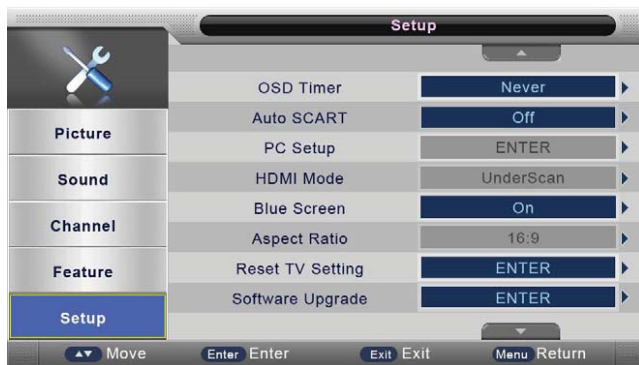 Setup
Picture
Sound
Channel
Feature
Setup
OSD Timer Never
Auto SCART Off
PC Setup ENTER
HDMI Mode UnderScan
Blue Screen On
Aspect Ratio 16:9
Reset TV Setting ENTER
Software Upgrade ENTER
Move Enter Enter Exit Exit Menu Return